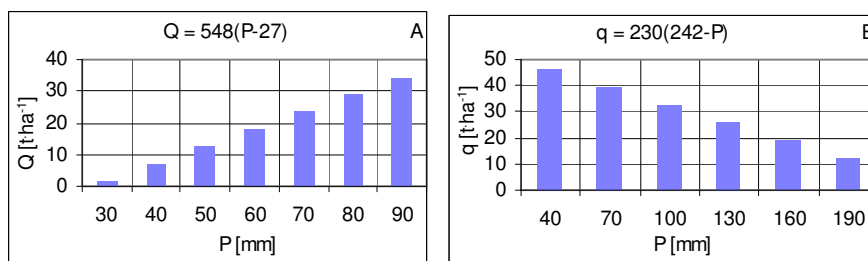 Q = 548(P-27) A
40
30
20
10
0
Q [t·ha⁻¹]
30 40 50 60 70 80 90
P [mm]
q = 230(242-P)
50
40
30
20
10
0
q [t·ha⁻¹]
40 70 100 130 160 190
P [mm]